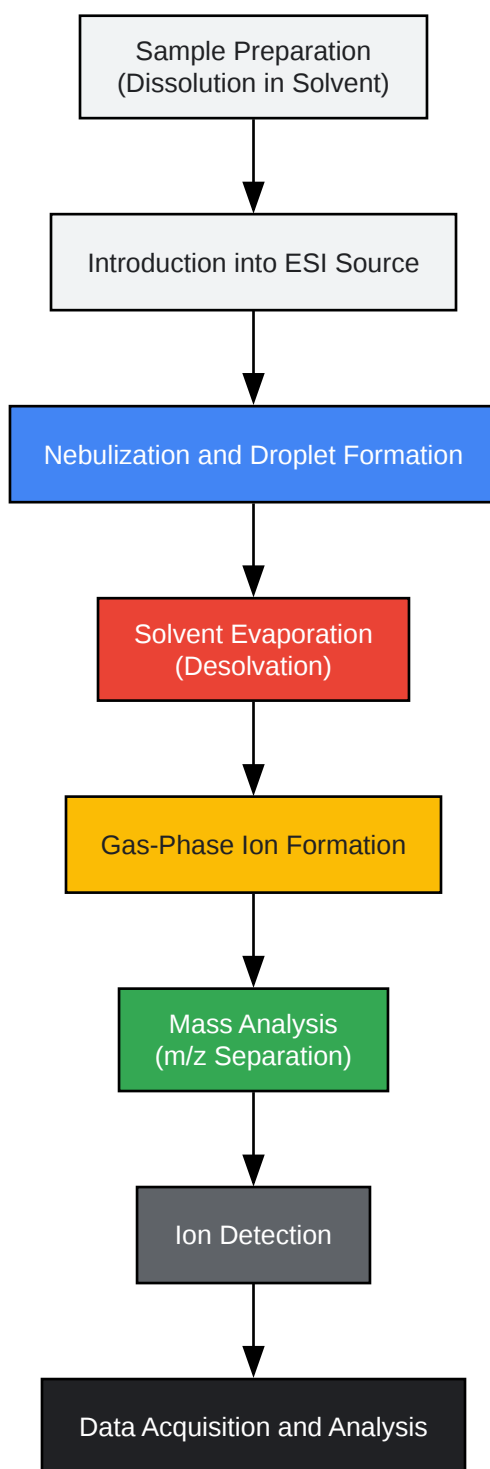 Sample Preparation
(Dissolution in Solvent)
Introduction into ESI Source
Nebulization and Droplet Formation
Solvent Evaporation
(Desolvation)
Gas-Phase Ion Formation
Mass Analysis
(m/z Separation)
Ion Detection
Data Acquisition and Analysis